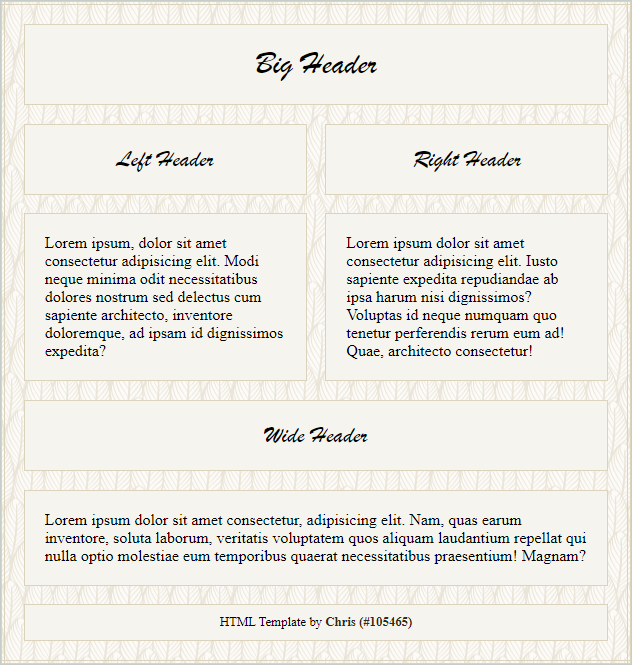 Big Header
Left Header
Right Header
Lorem ipsum, dolor sit amet
consectetur adipisicing elit. Modi
neque minima odit necessitatibus
dolores nostrum sed delectus cum
sapiente architecto, inventore
doloremque, ad ipsam id dignissimos
expedita?
Lorem ipsum dolor sit amet
consectetur adipisicing elit. Iusto
sapiente expedita repudiandae ab
ipsa harum nisi dignissimos?
Voluptas id neque numquam quo
tenetur perferendis rerum eum ad!
Quae, architecto consectetur!
Wide Header
Lorem ipsum dolor sit amet consectetur, adipisicing elit. Nam, quas earum
inventore, soluta laborum, veritatis voluptatem quos aliquam laudantium repellat qui
nulla optio molestiae eum temporibus quaerat necessitatibus praesentium! Magnam?
HTML Template by Chris (#105465)